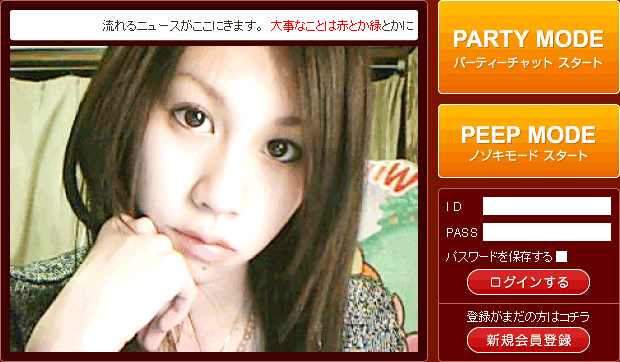 流れるニュースがここにきます。 大事なことは赤とか緑とかに
PARTY MODE
パーティーチャット スタート
PEEP MODE
ノゾキモード スタート
ID
PASS
パスワードを保存する
ログインする
登録がまだの方はコチラ
新規会員登録